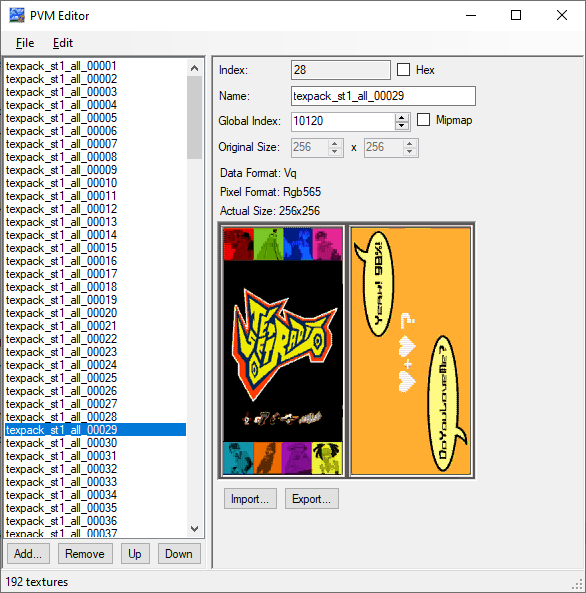 PVM Editor
File Edit
texpack_st1_all_00001
texpack_st1_all_00002
texpack_st1_all_00003
texpack_st1_all_00004
texpack_st1_all_00005
texpack_st1_all_00006
texpack_st1_all_00007
texpack_st1_all_00008
texpack_st1_all_00009
texpack_st1_all_00010
texpack_st1_all_00011
texpack_st1_all_00012
texpack_st1_all_00013
texpack_st1_all_00014
texpack_st1_all_00015
texpack_st1_all_00016
texpack_st1_all_00017
texpack_st1_all_00018
texpack_st1_all_00019
texpack_st1_all_00020
texpack_st1_all_00021
texpack_st1_all_00022
texpack_st1_all_00023
texpack_st1_all_00024
texpack_st1_all_00025
texpack_st1_all_00026
texpack_st1_all_00027
texpack_st1_all_00028
texpack_st1_all_00029
texpack_st1_all_00030
texpack_st1_all_00031
texpack_st1_all_00032
texpack_st1_all_00033
texpack_st1_all_00034
texpack_st1_all_00035
texpack_st1_all_00036
texpack_st1_all_00037
Add... Remove Up Down
192 textures
Index: 28 Hex
Name: texpack_st1_all_00029
Global Index: 10120 Mipmap
Original Size: 256 x 256
Data Format: Vq
Pixel Format: Rgb565
Actual Size: 256x256
Yeah! 98%!
¿♥+♥
DoYouLoveMe?
Import... Export...